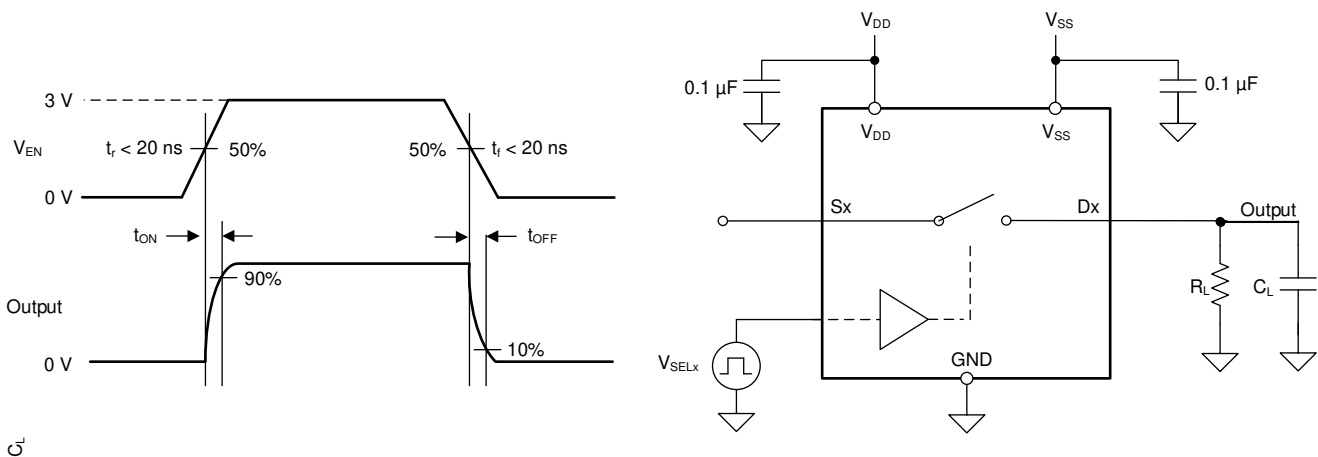 3 V
V_EN
t_r < 20 ns
50%
50%
t_f < 20 ns
0 V
t_ON
t_OFF
90%
Output
10%
0 V
C_L
V_DD
V_SS
0.1 µF
0.1 µF
V_DD
V_SS
Sx
Dx
Output
R_L
C_L
V_SELx
GND